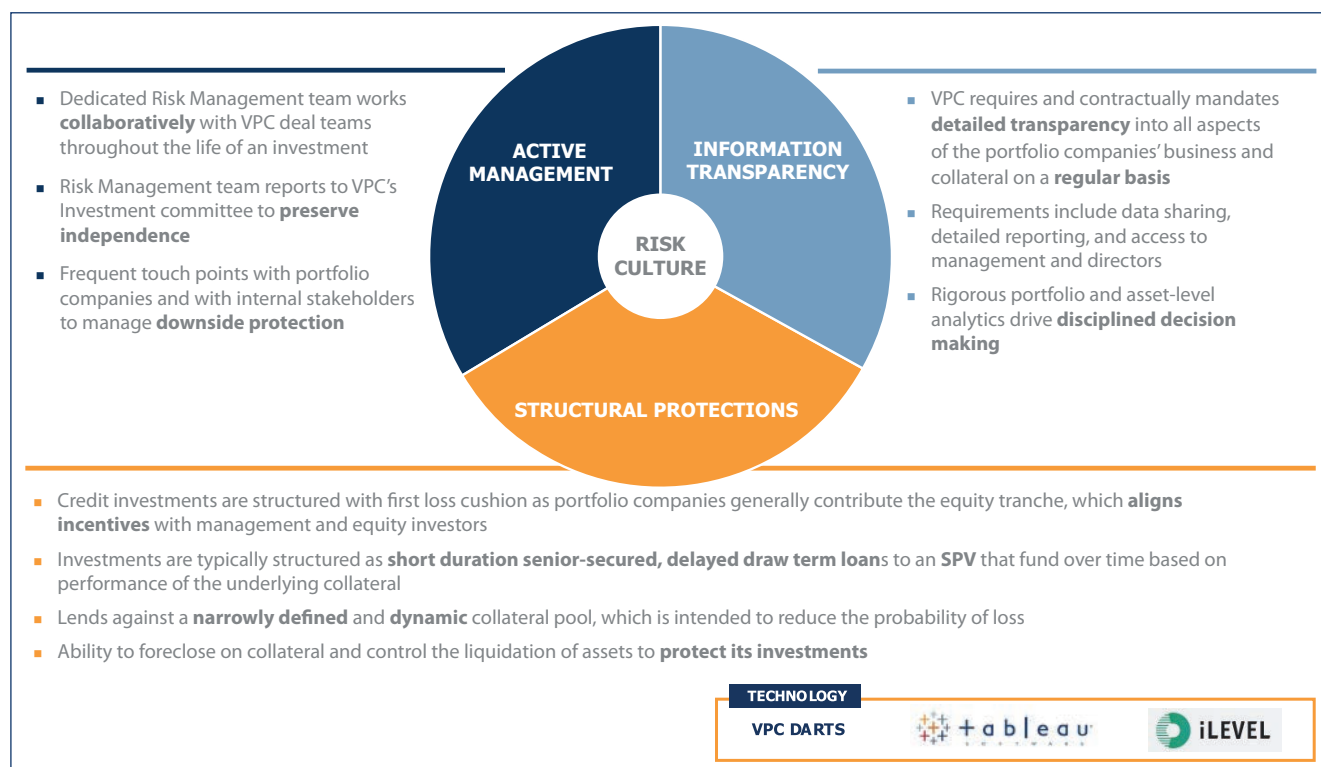 ■ Dedicated Risk Management team works
collaboratively with VPC deal teams
throughout the life of an investment
■ Risk Management team reports to VPC’s
Investment committee to preserve
independence
■ Frequent touch points with portfolio
companies and with internal stakeholders
to manage downside protection
ACTIVE
MANAGEMENT
INFORMATION
TRANSPARENCY
RISK
CULTURE
STRUCTURAL PROTECTIONS
■ VPC requires and contractually mandates
detailed transparency into all aspects
of the portfolio companies’ business and
collateral on a regular basis
■ Requirements include data sharing,
detailed reporting, and access to
management and directors
■ Rigorous portfolio and asset-level
analytics drive disciplined decision
making
■ Credit investments are structured with first loss cushion as portfolio companies generally contribute the equity tranche, which aligns
incentives with management and equity investors
■ Investments are typically structured as short duration senior-secured, delayed draw term loans to an SPV that fund over time based on
performance of the underlying collateral
■ Lends against a narrowly defined and dynamic collateral pool, which is intended to reduce the probability of loss
■ Ability to foreclose on collateral and control the liquidation of assets to protect its investments
TECHNOLOGY
VPC DARTS
tableau
SOFTWARE
iLEVEL